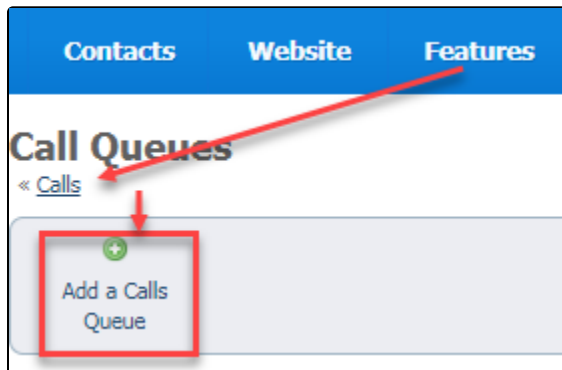 Contacts Website Features
Call Queues
« Calls
Add a Calls
Queue